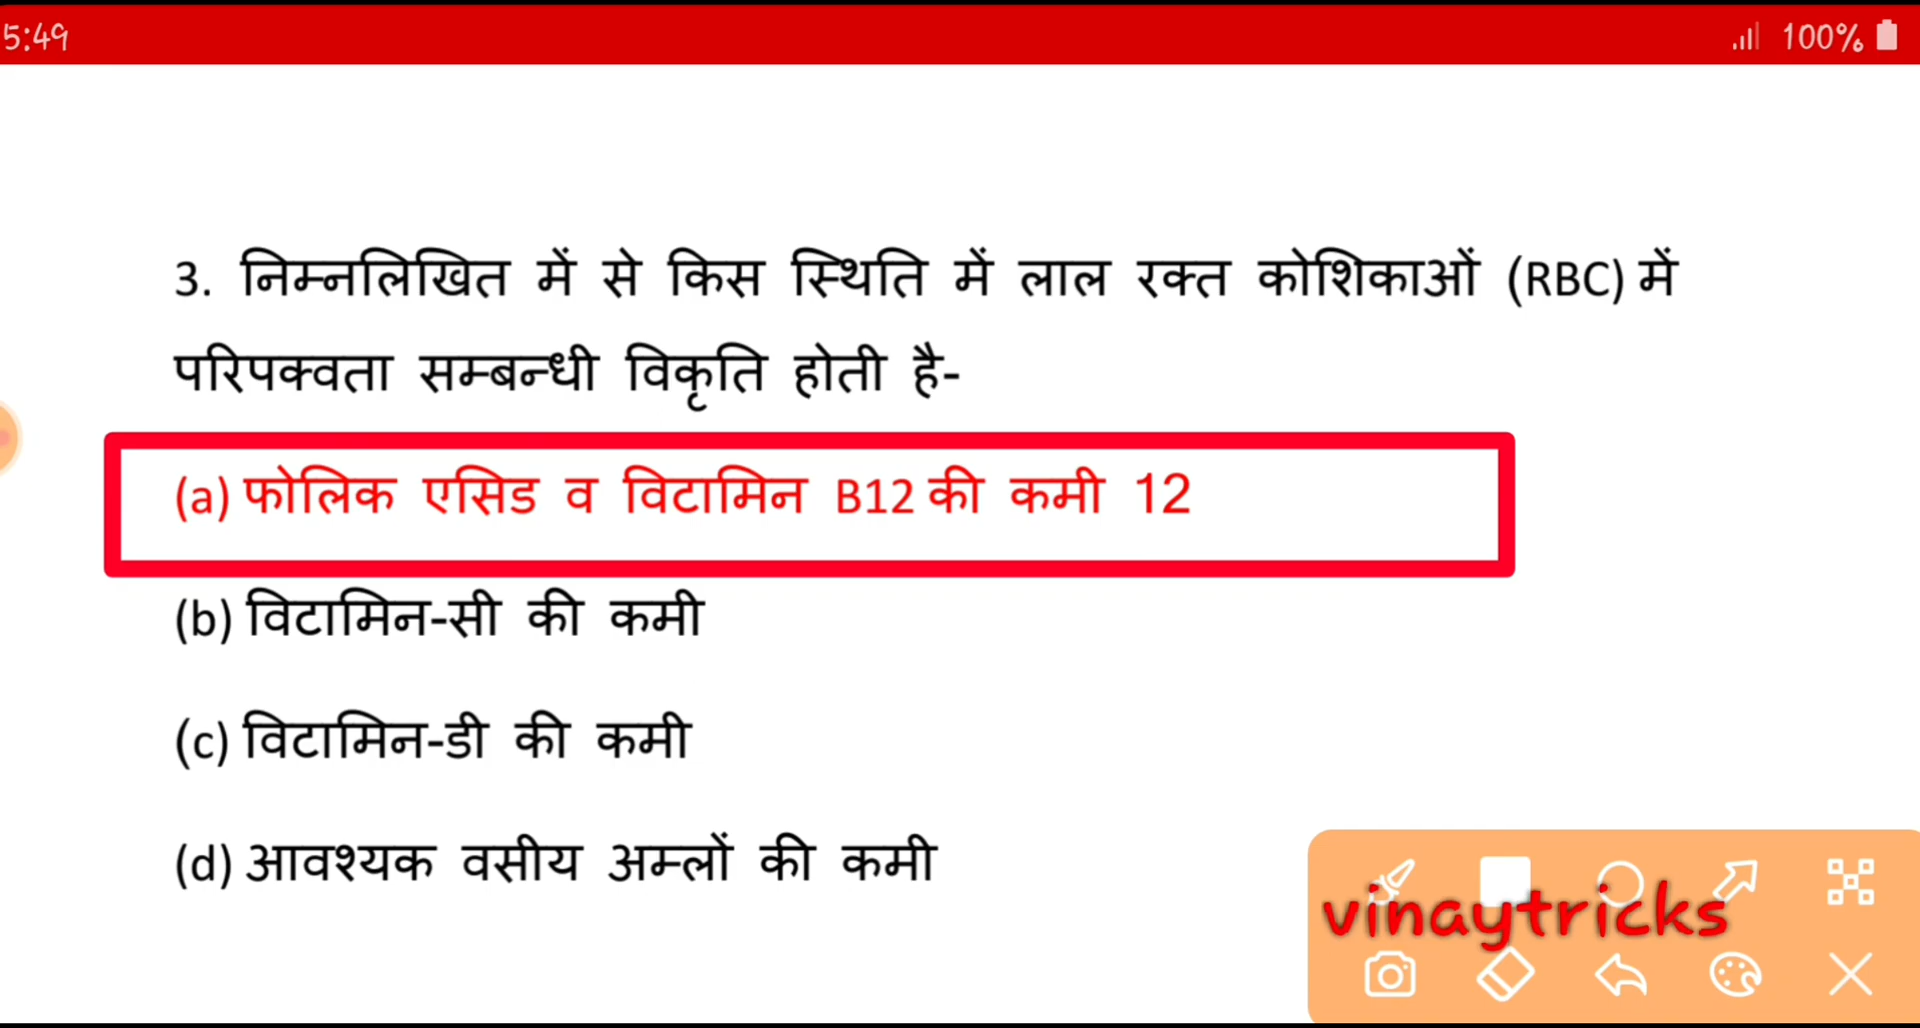 5:49
100%
3. निम्नलिखित में से किस स्थिति में लाल रक्त कोशिकाओं (RBC) में
परिपक्वता सम्बन्धी विकृति होती है-
(a) फोलिक एसिड व विटामिन B12 की कमी 12
(b) विटामिन-सी की कमी
(c) विटामिन-डी की कमी
(d) आवश्यक वसीय अम्लों की कमी
vinaytricks